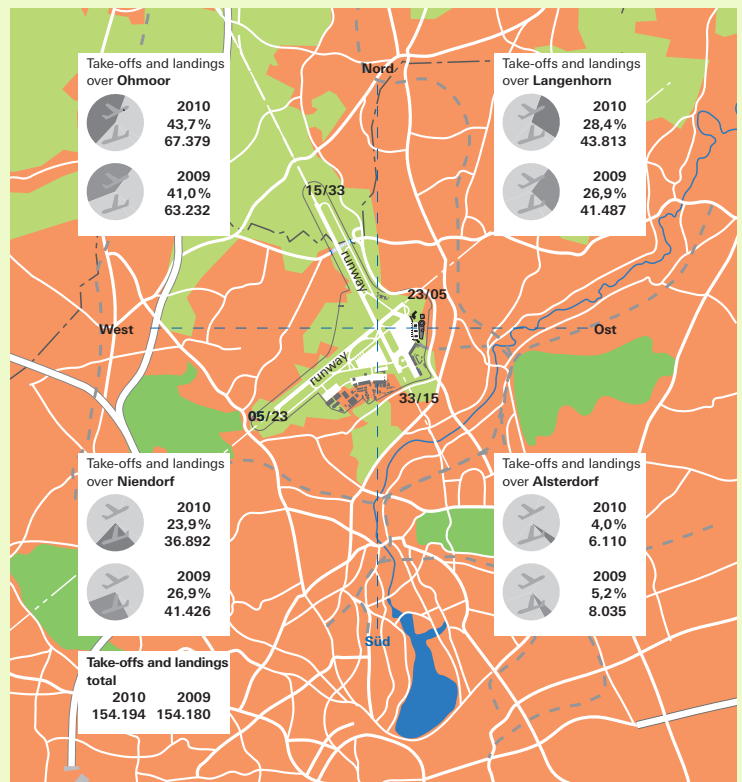 Take-offs and landings
over Ohmoor
2010
43,7 %
67.379
2009
41,0 %
63.232
Nord
Take-offs and landings
over Langenhorn
2010
28,4 %
43.813
2009
26,9 %
41.487
15/33
runway
23/05
West
Ost
runway
33/15
05/23
Take-offs and landings
over Niendorf
2010
23,9 %
36.892
2009
26,9 %
41.426
Take-offs and landings
over Alsterdorf
2010
4,0 %
6.110
2009
5,2 %
8.035
Süd
Take-offs and landings
total
2010 2009
154.194 154.180